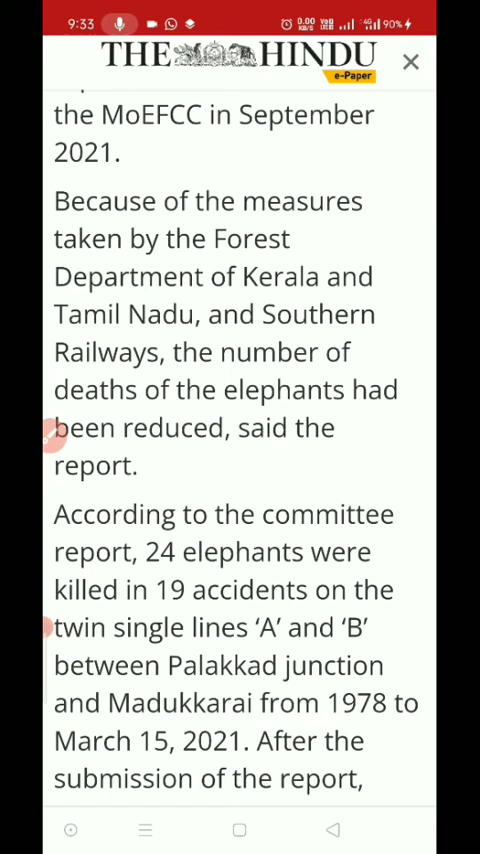 9:33
0.00 KB/S
4G
90%
THE HINDU
e-Paper
the MoEFCC in September
2021.
Because of the measures
taken by the Forest
Department of Kerala and
Tamil Nadu, and Southern
Railways, the number of
deaths of the elephants had
been reduced, said the
report.
According to the committee
report, 24 elephants were
killed in 19 accidents on the
twin single lines ‘A’ and ‘B’
between Palakkad junction
and Madukkarai from 1978 to
March 15, 2021. After the
submission of the report,